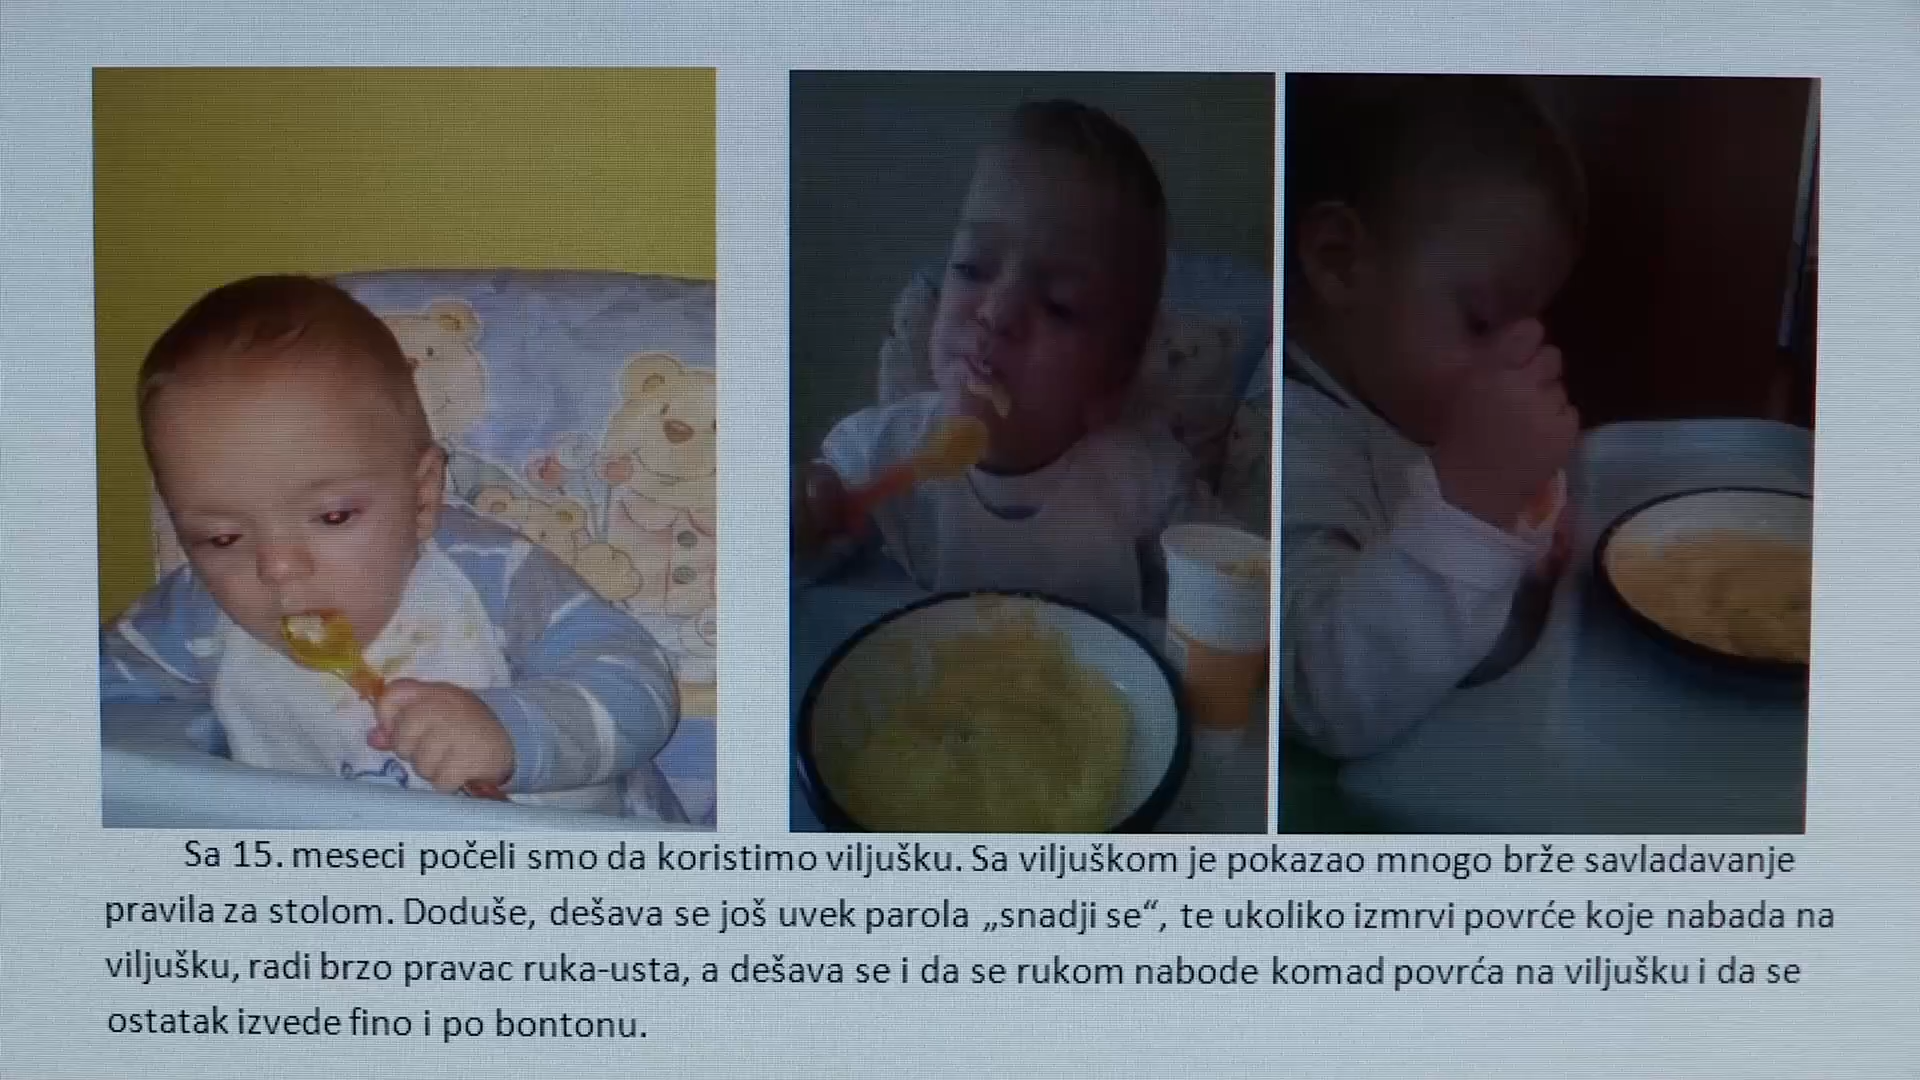 Sa 15. meseci počeli smo da koristimo viljušku. Sa viljuškom je pokazao mnogo brže savladavanje
pravila za stolom. Doduše, dešava se još uvek parola „snadji se“, te ukoliko izmrvi povrće koje nabada na
viljušku, radi brzo pravac ruka-usta, a dešava se i da se rukom nabode komad povrća na viljušku i da se
ostatak izvede fino i po bontonu.